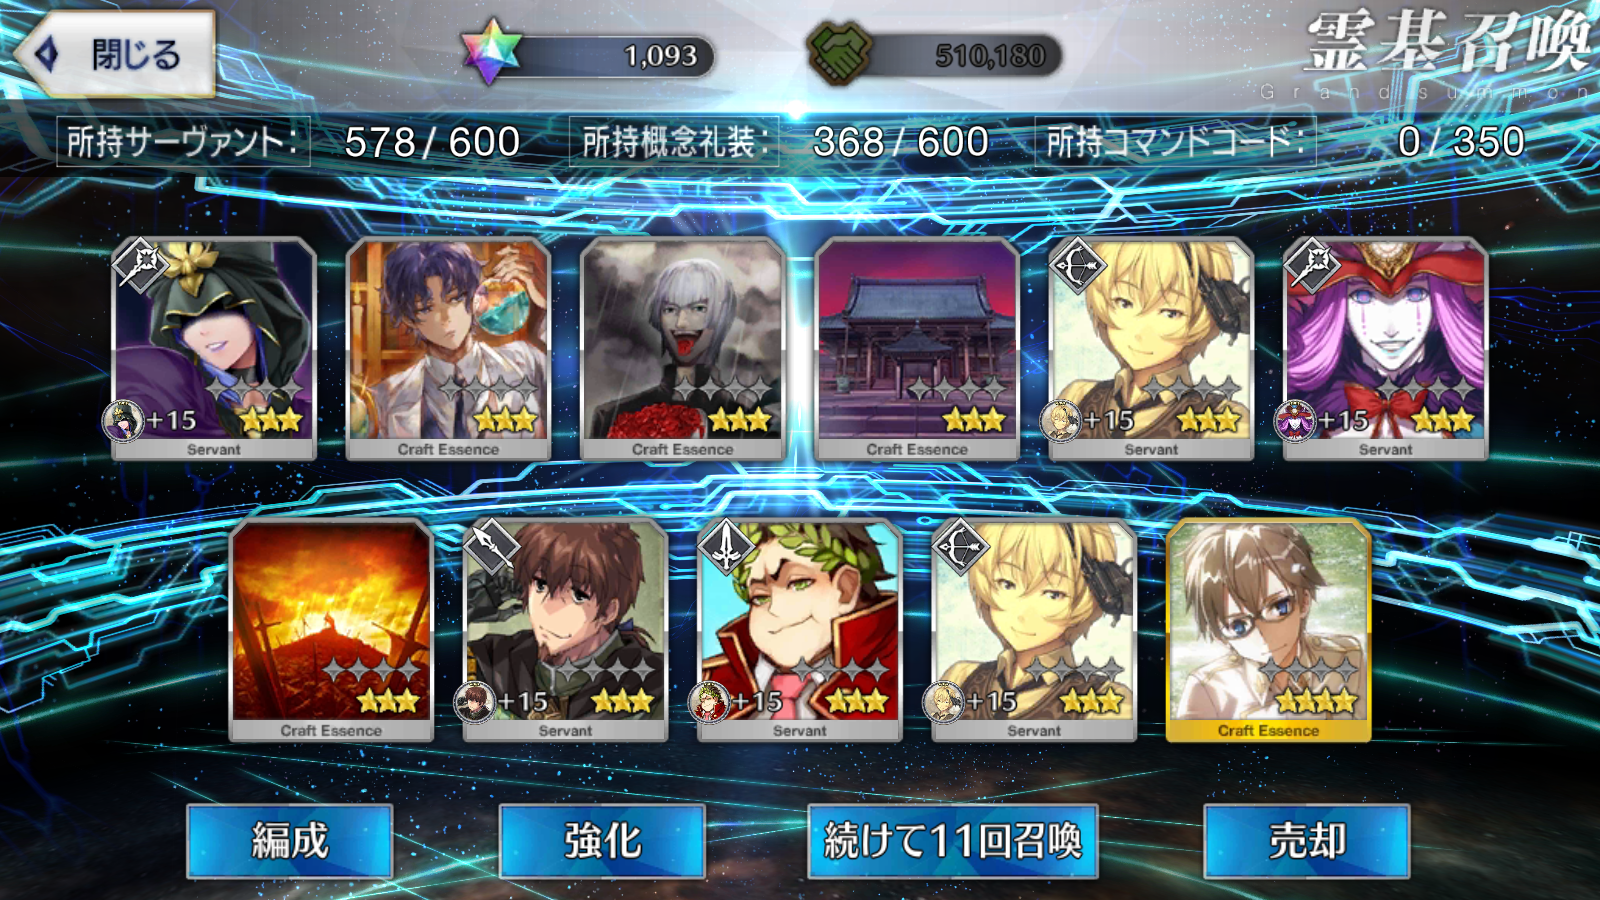 閉じる
1,093
510,180
霊基召喚
Grand summon
所持サーヴァント: 578 / 600
所持概念礼装: 368 / 600
所持コマンドコード: 0 / 350
+15
+15
+15
Servant
Craft Essence
Craft Essence
Craft Essence
Servant
Servant
+15
+15
+15
Craft Essence
Servant
Servant
Servant
Craft Essence
編成
強化
続けて11回召喚
売却